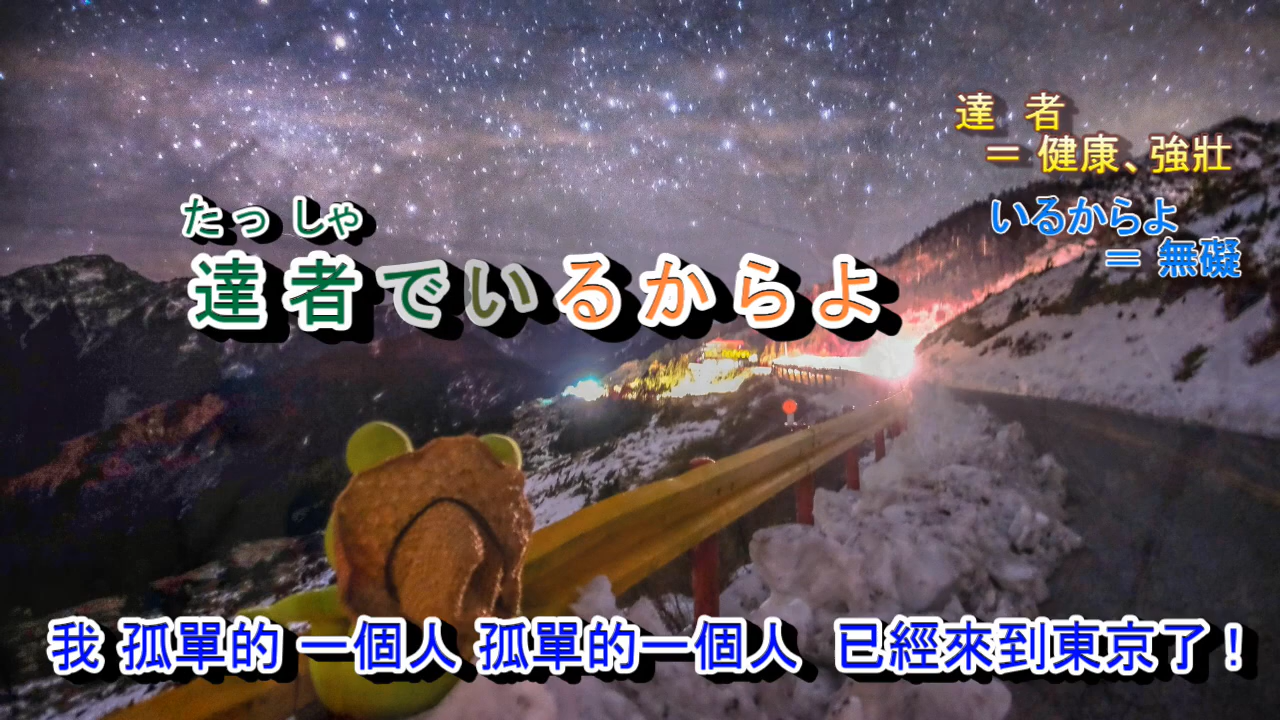 達者
＝健康、強壯
いるからよ
＝ 無礙
たっしゃ
達者でいるからよ
我 孤單的 一個人 孤單的一個人 已經來到東京了！